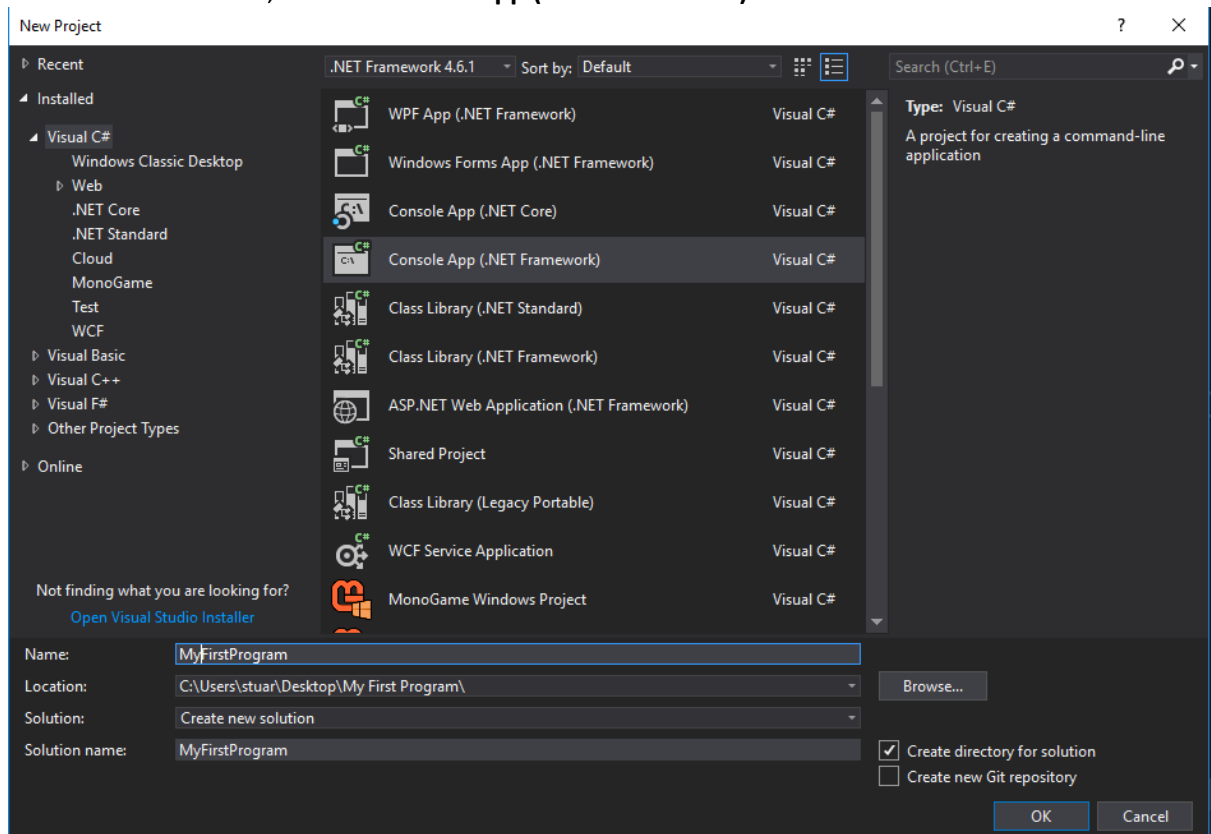 New Project ? ×
Recent
Installed
Visual C#
Windows Classic Desktop
Web
.NET Core
.NET Standard
Cloud
MonoGame
Test
WCF
Visual Basic
Visual C++
Visual F#
Other Project Types
Online
Not finding what you are looking for?
Open Visual Studio Installer
.NET Framework 4.6.1 Sort by: Default
WPF App (.NET Framework) Visual C#
Windows Forms App (.NET Framework) Visual C#
Console App (.NET Core) Visual C#
Console App (.NET Framework) Visual C#
Class Library (.NET Standard) Visual C#
Class Library (.NET Framework) Visual C#
ASP.NET Web Application (.NET Framework) Visual C#
Shared Project Visual C#
Class Library (Legacy Portable) Visual C#
WCF Service Application Visual C#
MonoGame Windows Project Visual C#
Search (Ctrl+E)
Type: Visual C#
A project for creating a command-line
application
Name: MyFirstProgram
Location: C:\Users\stuar\Desktop\My First Program\
Browse...
Solution: Create new solution
Solution name: MyFirstProgram
Create directory for solution
Create new Git repository
OK Cancel